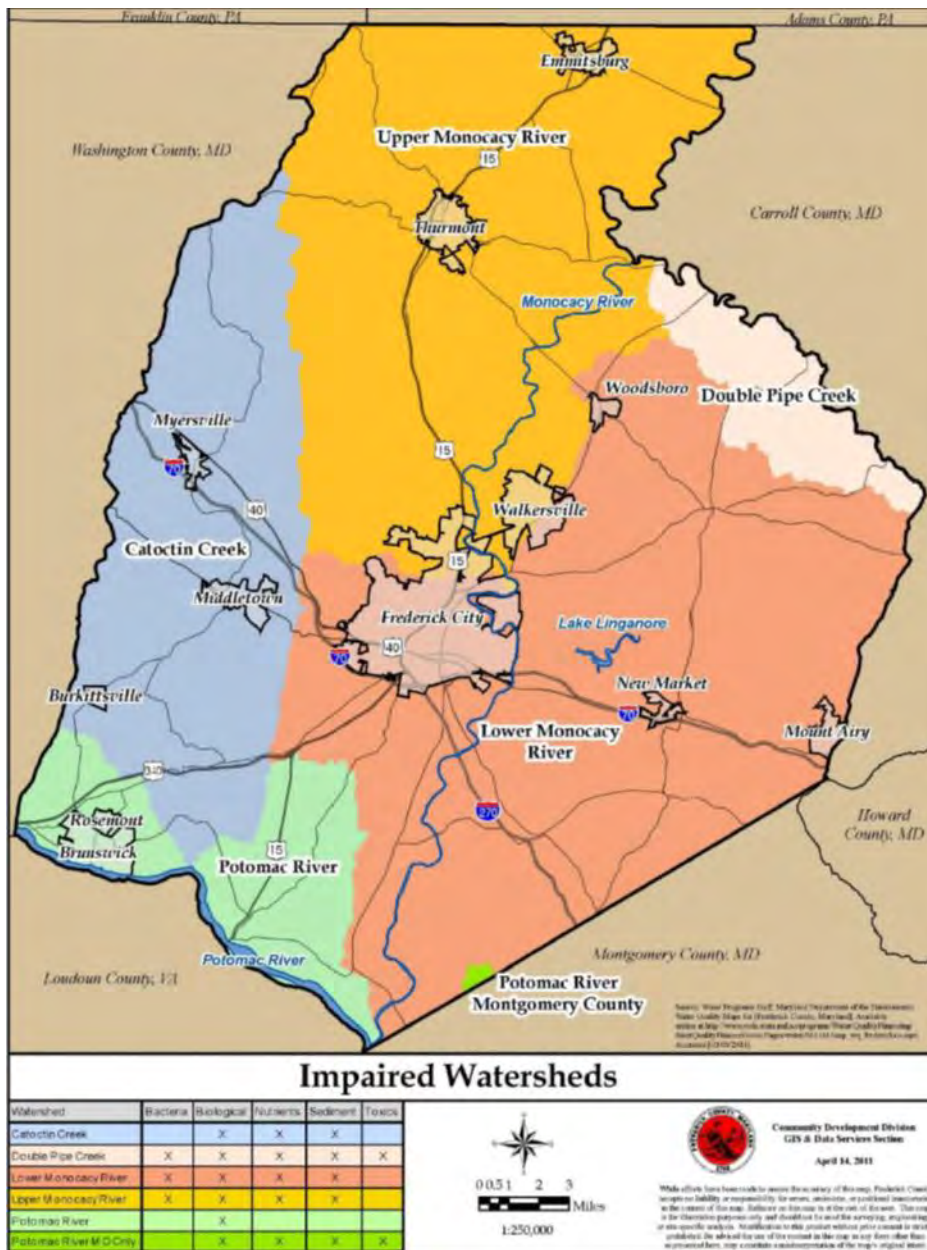 Franklin County, PA
Adams County, PA
Emmitsburg
Upper Monocacy River
15
Washington County, MD
Carroll County, MD
Thurmont
Monocacy River
Woodsboro
Double Pipe Creek
Myersville
70
15
40
Walkersville
Catoctin Creek
15
Middletown
Frederick City
Lake Linganore
40
70
Burkittsville
New Market
70
Lower Monocacy
River
Mount Airy
340
270
Rosemont
Brunswick
15
Potomac River
Howard
County, MD
Potomac River
Montgomery County, MD
Loudoun County, VA
Potomac River
Montgomery County
Impaired Watersheds
Watershed Bacteria Biological Nutrients Sediment Toxics
Catoctin Creek X X X
Double Pipe Creek X X X X X
Lower Monocacy River X X X X
Upper Monocacy River X X X X
Potomac River X
Potomac River M D Only X X X X
0 0.5 1 2 3
Miles
1:250,000
FREDERICK COUNTY, MARYLAND
Community Development Division
GIS & Data Services Section
April 14, 2011